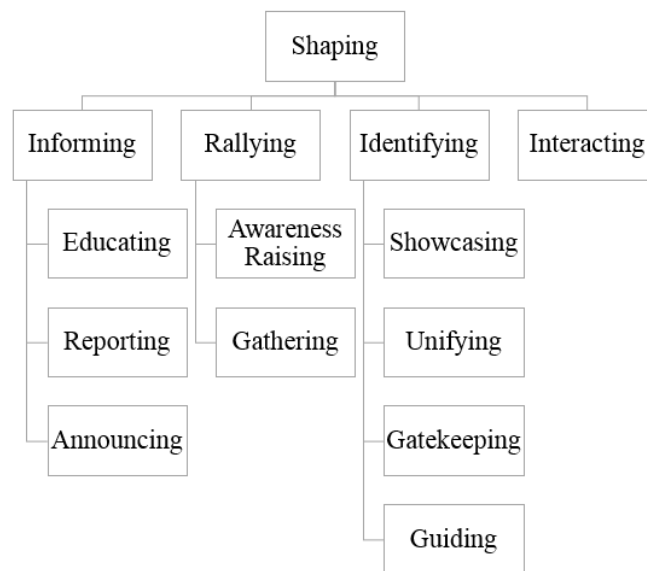 Shaping
Informing
Rallying
Identifying
Interacting
Educating
Awareness
Raising
Showcasing
Reporting
Gathering
Unifying
Announcing
Gatekeeping
Guiding